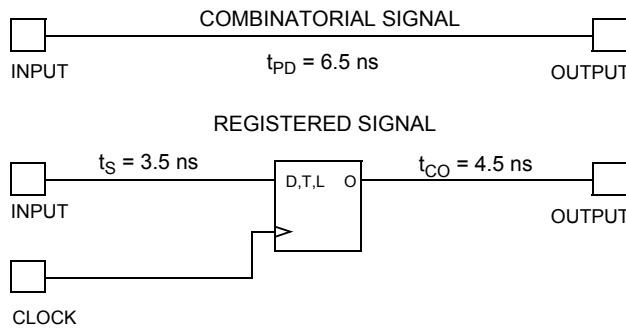 COMBINATORIAL SIGNAL
INPUT
tPD = 6.5 ns
OUTPUT
REGISTERED SIGNAL
tS = 3.5 ns
D,T,L O
tCO = 4.5 ns
INPUT
OUTPUT
CLOCK